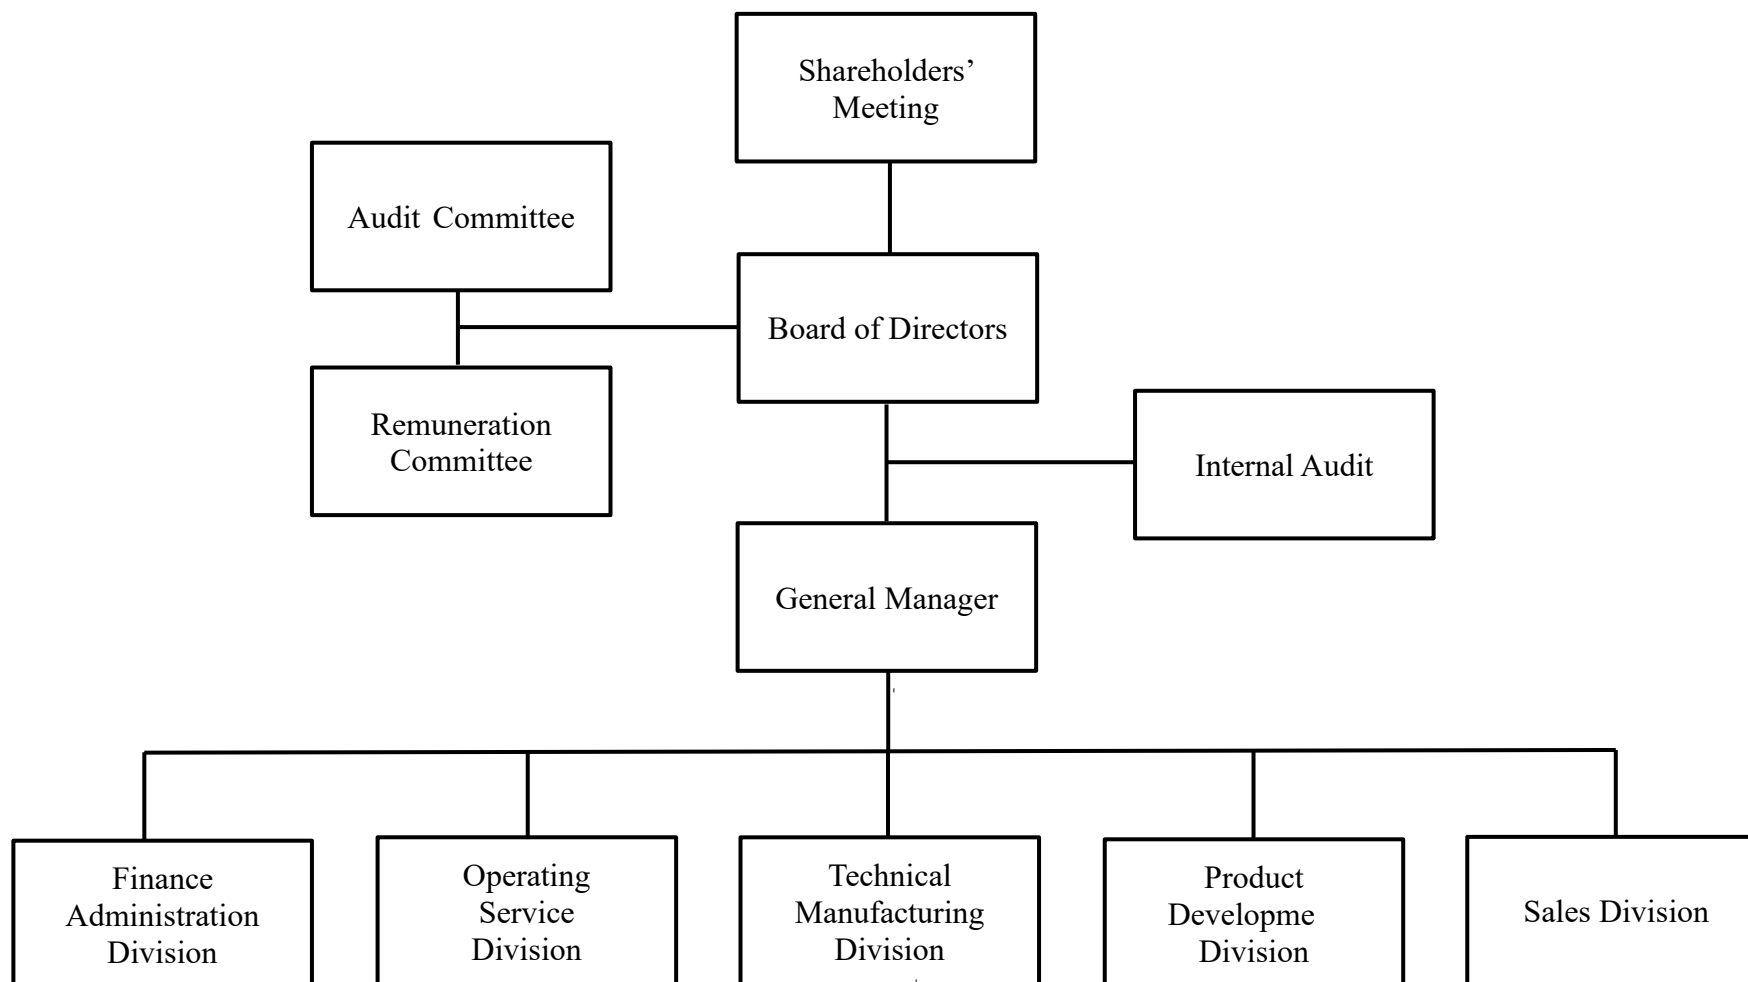 Shareholders’
Meeting
Audit Committee
Board of Directors
Remuneration
Committee
Internal Audit
General Manager
Finance
Administration
Division
Operating
Service
Division
Technical
Manufacturing
Division
Product
Developme
Division
Sales Division